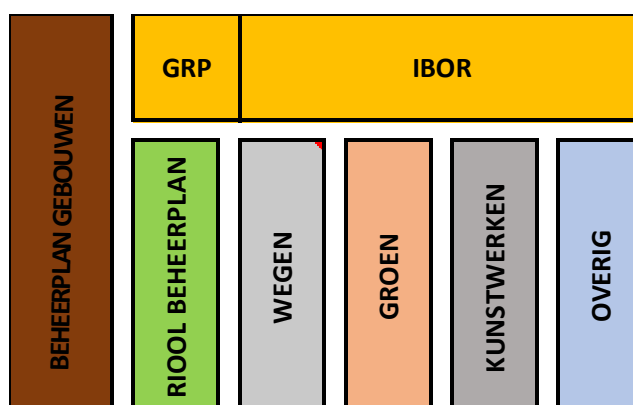 BEHEERPLAN GEBOUWEN
GRP
IBOR
RIOOL BEHEERPLAN
WEGEN
GROEN
KUNSTWERKEN
OVERIG